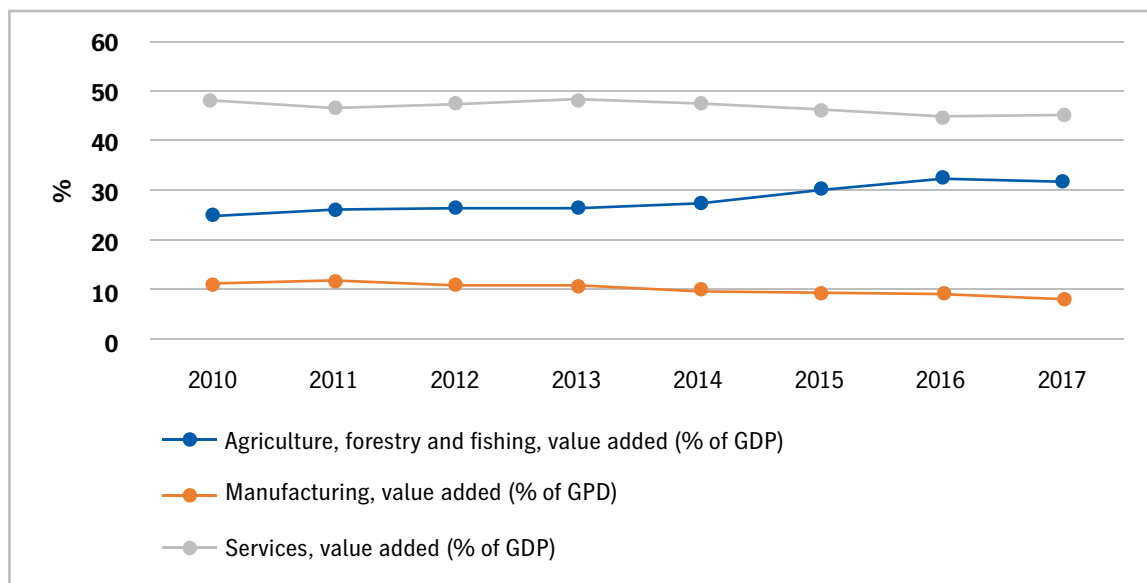 60
50
40
30
20
10
0
%
2010 2011 2012 2013 2014 2015 2016 2017
Agriculture, forestry and fishing, value added (% of GDP)
Manufacturing, value added (% of GPD)
Services, value added (% of GDP)